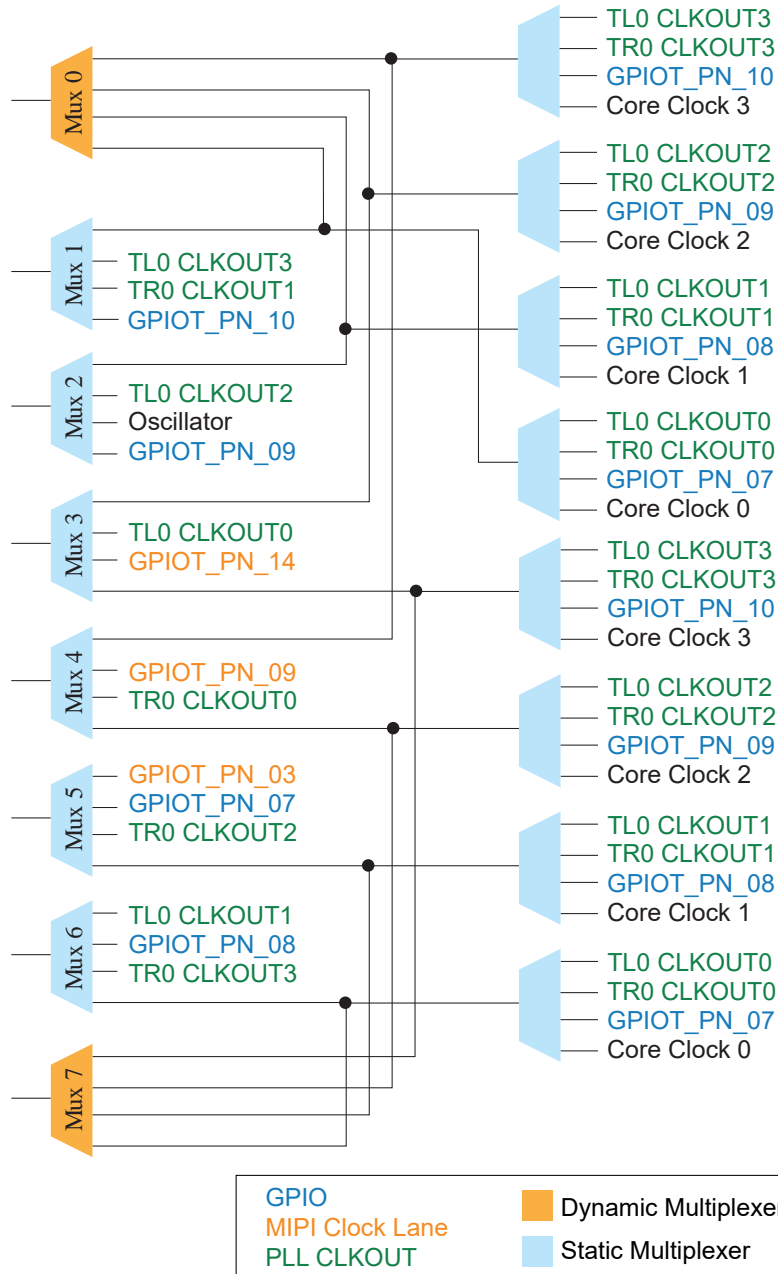 Mux 0
TL0 CLKOUT3
TR0 CLKOUT3
GPIOT_PN_10
Core Clock 3
TL0 CLKOUT2
TR0 CLKOUT2
GPIOT_PN_09
Core Clock 2
Mux 1
TL0 CLKOUT3
TR0 CLKOUT1
GPIOT_PN_10
TL0 CLKOUT1
TR0 CLKOUT1
GPIOT_PN_08
Core Clock 1
Mux 2
TL0 CLKOUT2
Oscillator
GPIOT_PN_09
TL0 CLKOUT0
TR0 CLKOUT0
GPIOT_PN_07
Core Clock 0
Mux 3
TL0 CLKOUT0
GPIOT_PN_14
TL0 CLKOUT3
TR0 CLKOUT3
GPIOT_PN_10
Core Clock 3
Mux 4
GPIOT_PN_09
TR0 CLKOUT0
TL0 CLKOUT2
TR0 CLKOUT2
GPIOT_PN_09
Core Clock 2
Mux 5
GPIOT_PN_03
GPIOT_PN_07
TR0 CLKOUT2
TL0 CLKOUT1
TR0 CLKOUT1
GPIOT_PN_08
Core Clock 1
Mux 6
TL0 CLKOUT1
GPIOT_PN_08
TR0 CLKOUT3
TL0 CLKOUT0
TR0 CLKOUT0
GPIOT_PN_07
Core Clock 0
Mux 7
GPIO
MIPI Clock Lane
PLL CLKOUT
Dynamic Multiplexer
Static Multiplexer